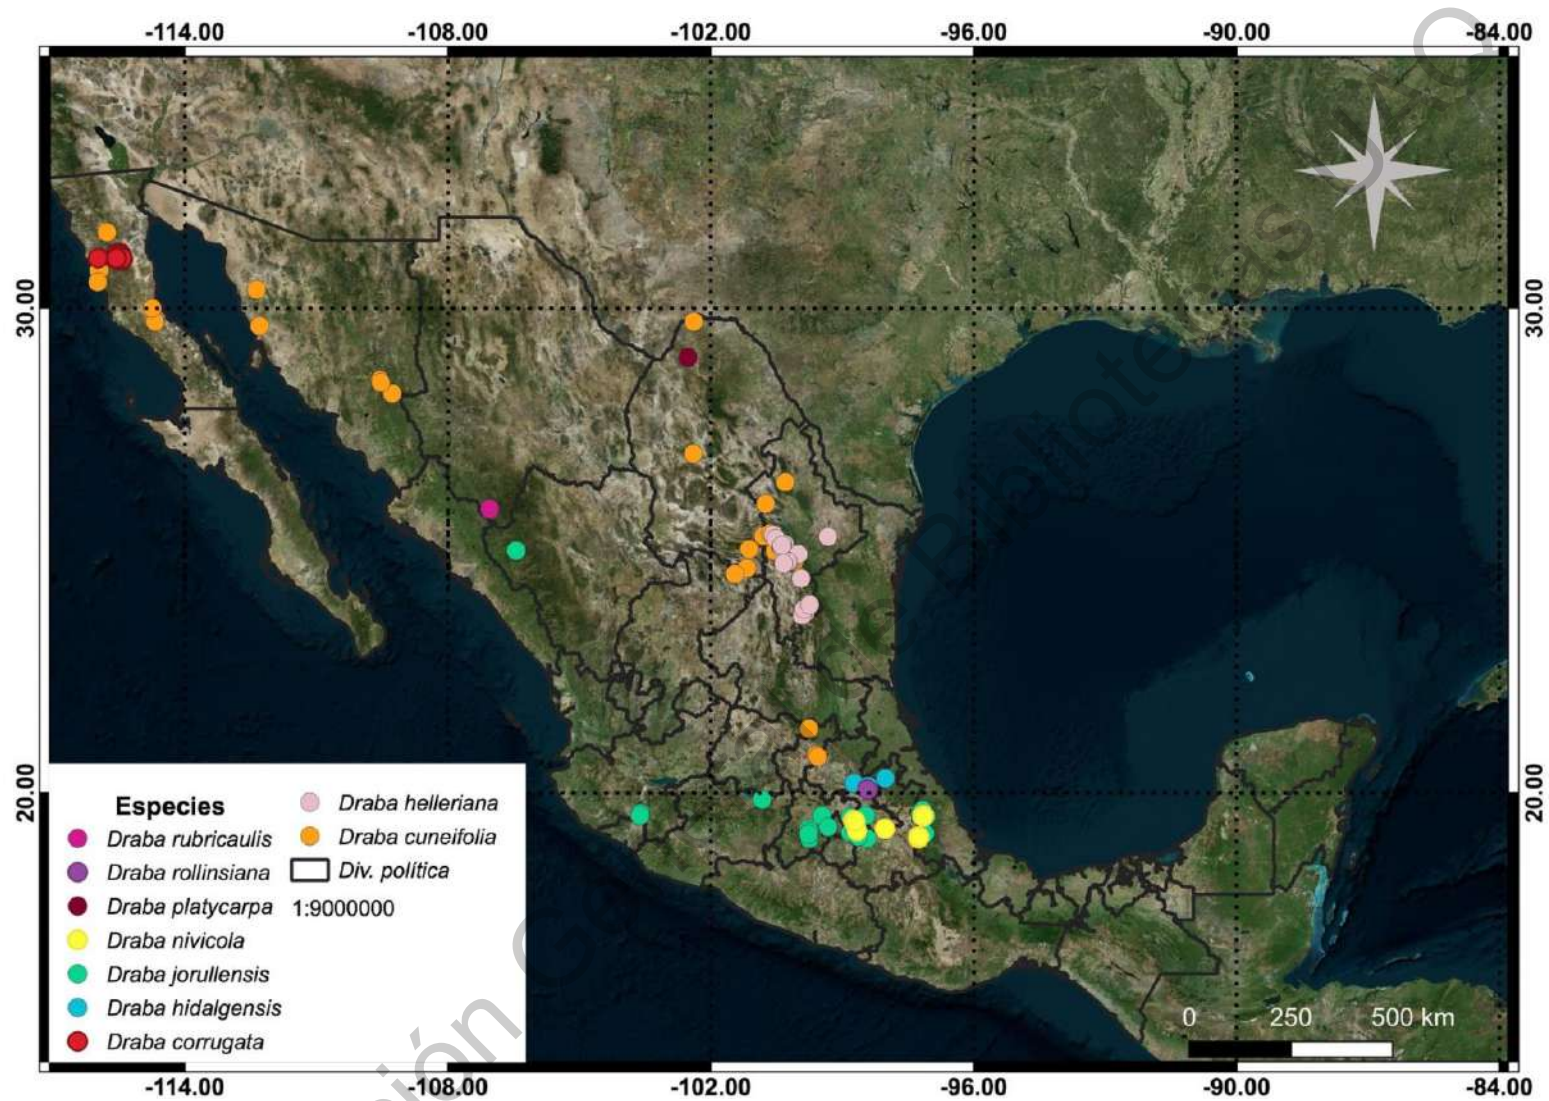 -114.00 -108.00 -102.00 -96.00 -90.00 -84.00
30.00 30.00
20.00 20.00
Especies
Draba rubricaulis
Draba rollinsiana
Draba platycarpa
Draba nivicola
Draba jorullensis
Draba hidalgensis
Draba corrugata
Draba helleriana
Draba cuneifolia
Div. política
1:9000000
0 250 500 km
-114.00 -108.00 -102.00 -96.00 -90.00 -84.00